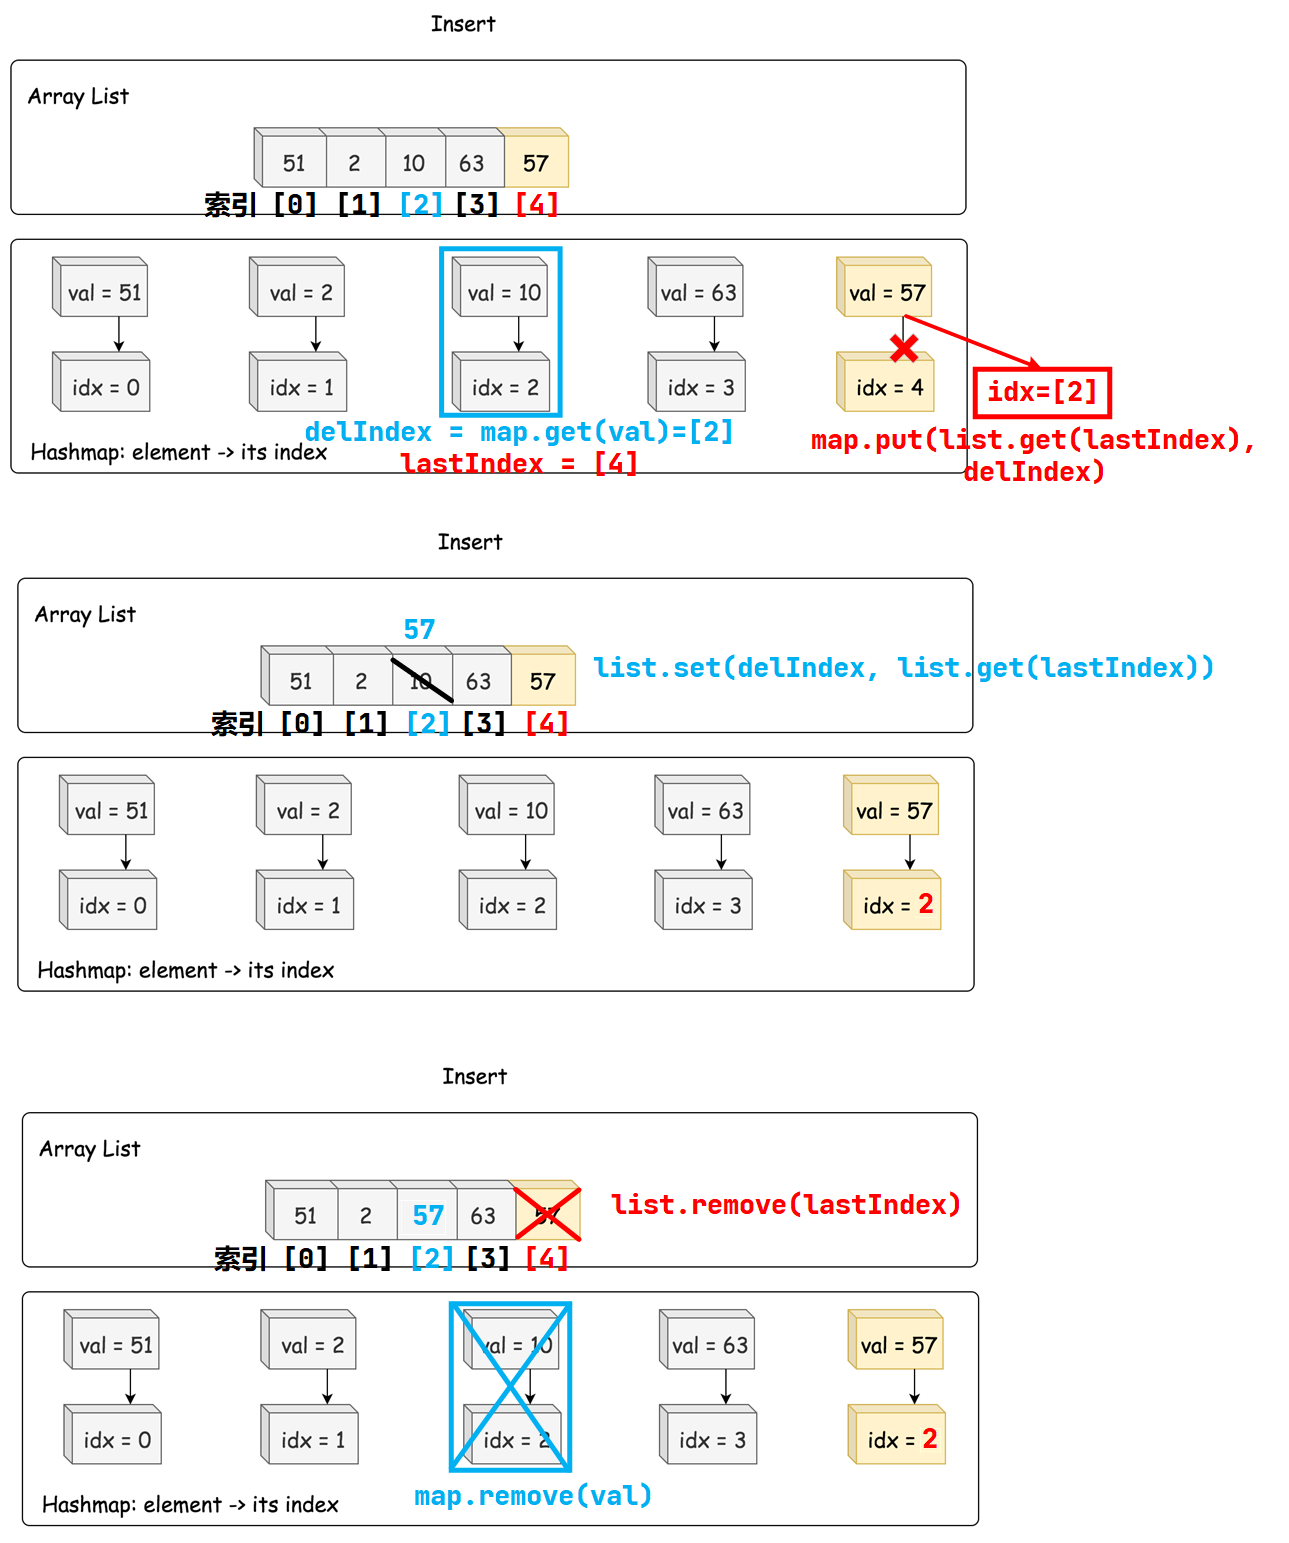 Insert
Array List
51 2 10 63 57
索引 [0] [1] [2] [3] [4]
val = 51 val = 2 val = 10 val = 63 val = 57
idx = 0 idx = 1 idx = 2 idx = 3 idx = 4 idx=[2]
delIndex = map.get(val)=[2]
map.put(list.get(lastIndex),
Hashmap: element -> its index
lastIndex = [4]
delIndex)
Insert
Array List
57
list.set(delIndex, list.get(lastIndex))
51 2 10 63 57
索引 [0] [1] [2] [3] [4]
val = 51 val = 2 val = 10 val = 63 val = 57
idx = 0 idx = 1 idx = 2 idx = 3 idx = 2
Hashmap: element -> its index
Insert
Array List
51 2 57 63 57 list.remove(lastIndex)
索引 [0] [1] [2] [3] [4]
val = 51 val = 2 val = 10 val = 63 val = 57
idx = 0 idx = 1 idx = 2 idx = 3 idx = 2
map.remove(val)
Hashmap: element -> its index